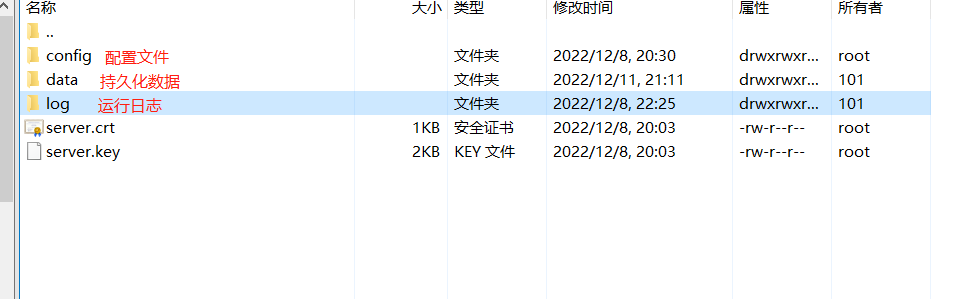 名称 大小 类型 修改时间 属性 所有者
..
config 配置文件 文件夹 2022/12/8, 20:30 drwxrwxr... root
data 持久化数据 文件夹 2022/12/11, 21:11 drwxrwxr... 101
log 运行日志 文件夹 2022/12/8, 22:25 drwxrwxr... 101
server.crt 1KB 安全证书 2022/12/8, 20:03 -rw-r--r-- root
server.key 2KB KEY 文件 2022/12/8, 20:03 -rw-r--r-- root